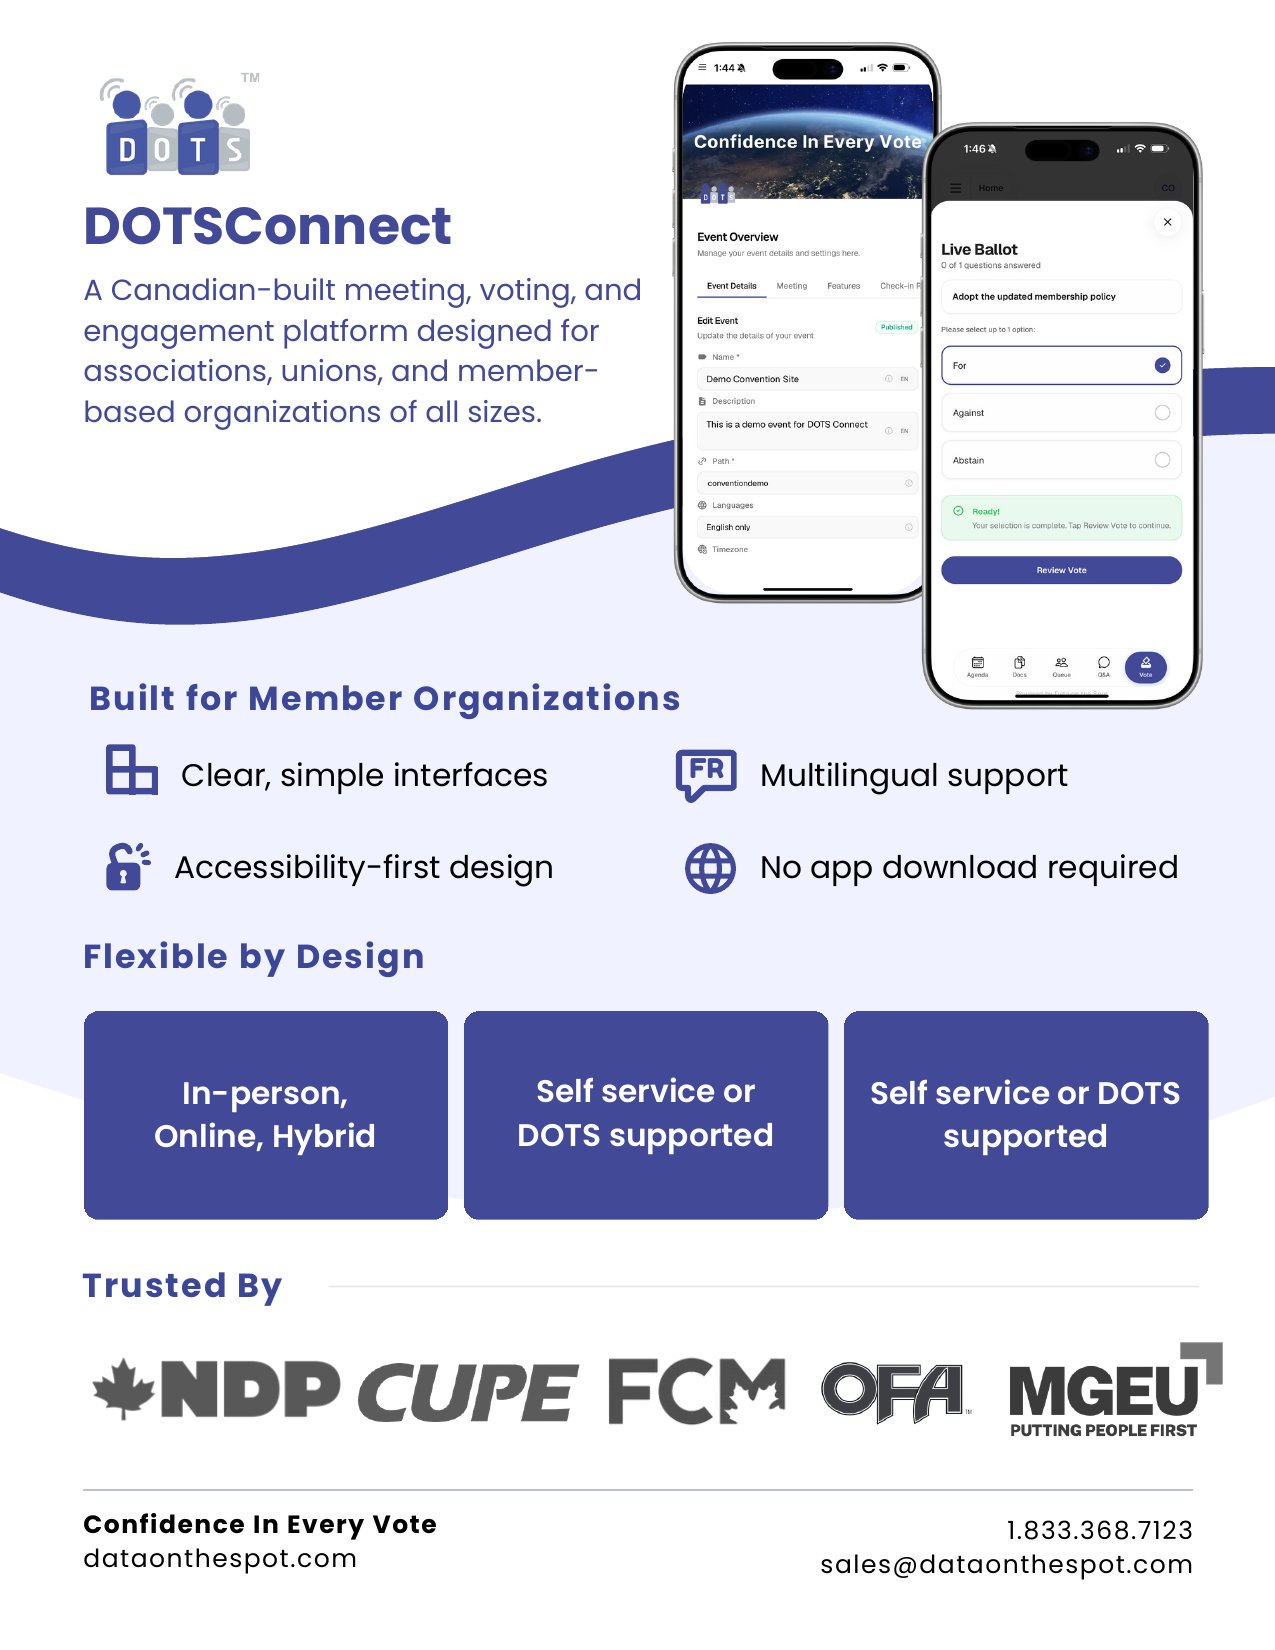 TM
DOTS
DOTSConnect
A Canadian-built meeting, voting, and
engagement platform designed for
associations, unions, and member-
based organizations of all sizes.
1:44
Confidence In Every Vote
DOTS
Event Overview
Manage your event details and settings here.
Event Details Meeting Features Check-in
Edit Event
Published
Update the details of your event
Name *
Demo Convention Site EN
Description
This is a demo event for DOTS Connect EN
Path *
conventiondemo
Languages
English only
Timezone
1:46
Home CO
Live Ballot
0 of 1 questions answered
Adopt the updated membership policy
Please select up to 1 option:
For
Against
Abstain
Ready!
Your selection is complete. Tap Review Vote to continue.
Review Vote
Agenda Docs Queue Q&A Vote
Built for Member Organizations
Clear, simple interfaces
FR Multilingual support
Accessibility-first design
No app download required
Flexible by Design
In-person,
Online, Hybrid
Self service or
DOTS supported
Self service or DOTS
supported
Trusted By
NDP CUPE FCM OFA TM MGEU
PUTTING PEOPLE FIRST
Confidence In Every Vote
dataonthespot.com
1.833.368.7123
sales@dataonthespot.com